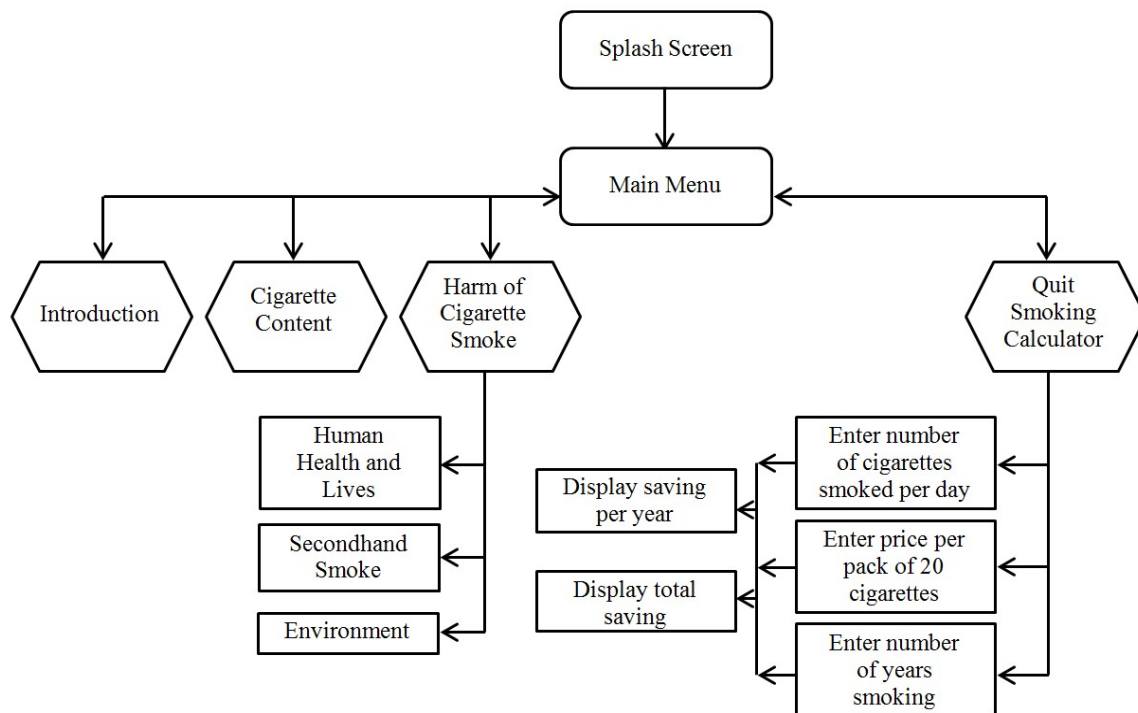 Splash Screen
Main Menu
Introduction
Cigarette
Content
Harm of
Cigarette
Smoke
Quit
Smoking
Calculator
Human
Health and
Lives
Secondhand
Smoke
Environment
Display saving
per year
Display total
saving
Enter number
of cigarettes
smoked per day
Enter price per
pack of 20
cigarettes
Enter number
of years
smoking